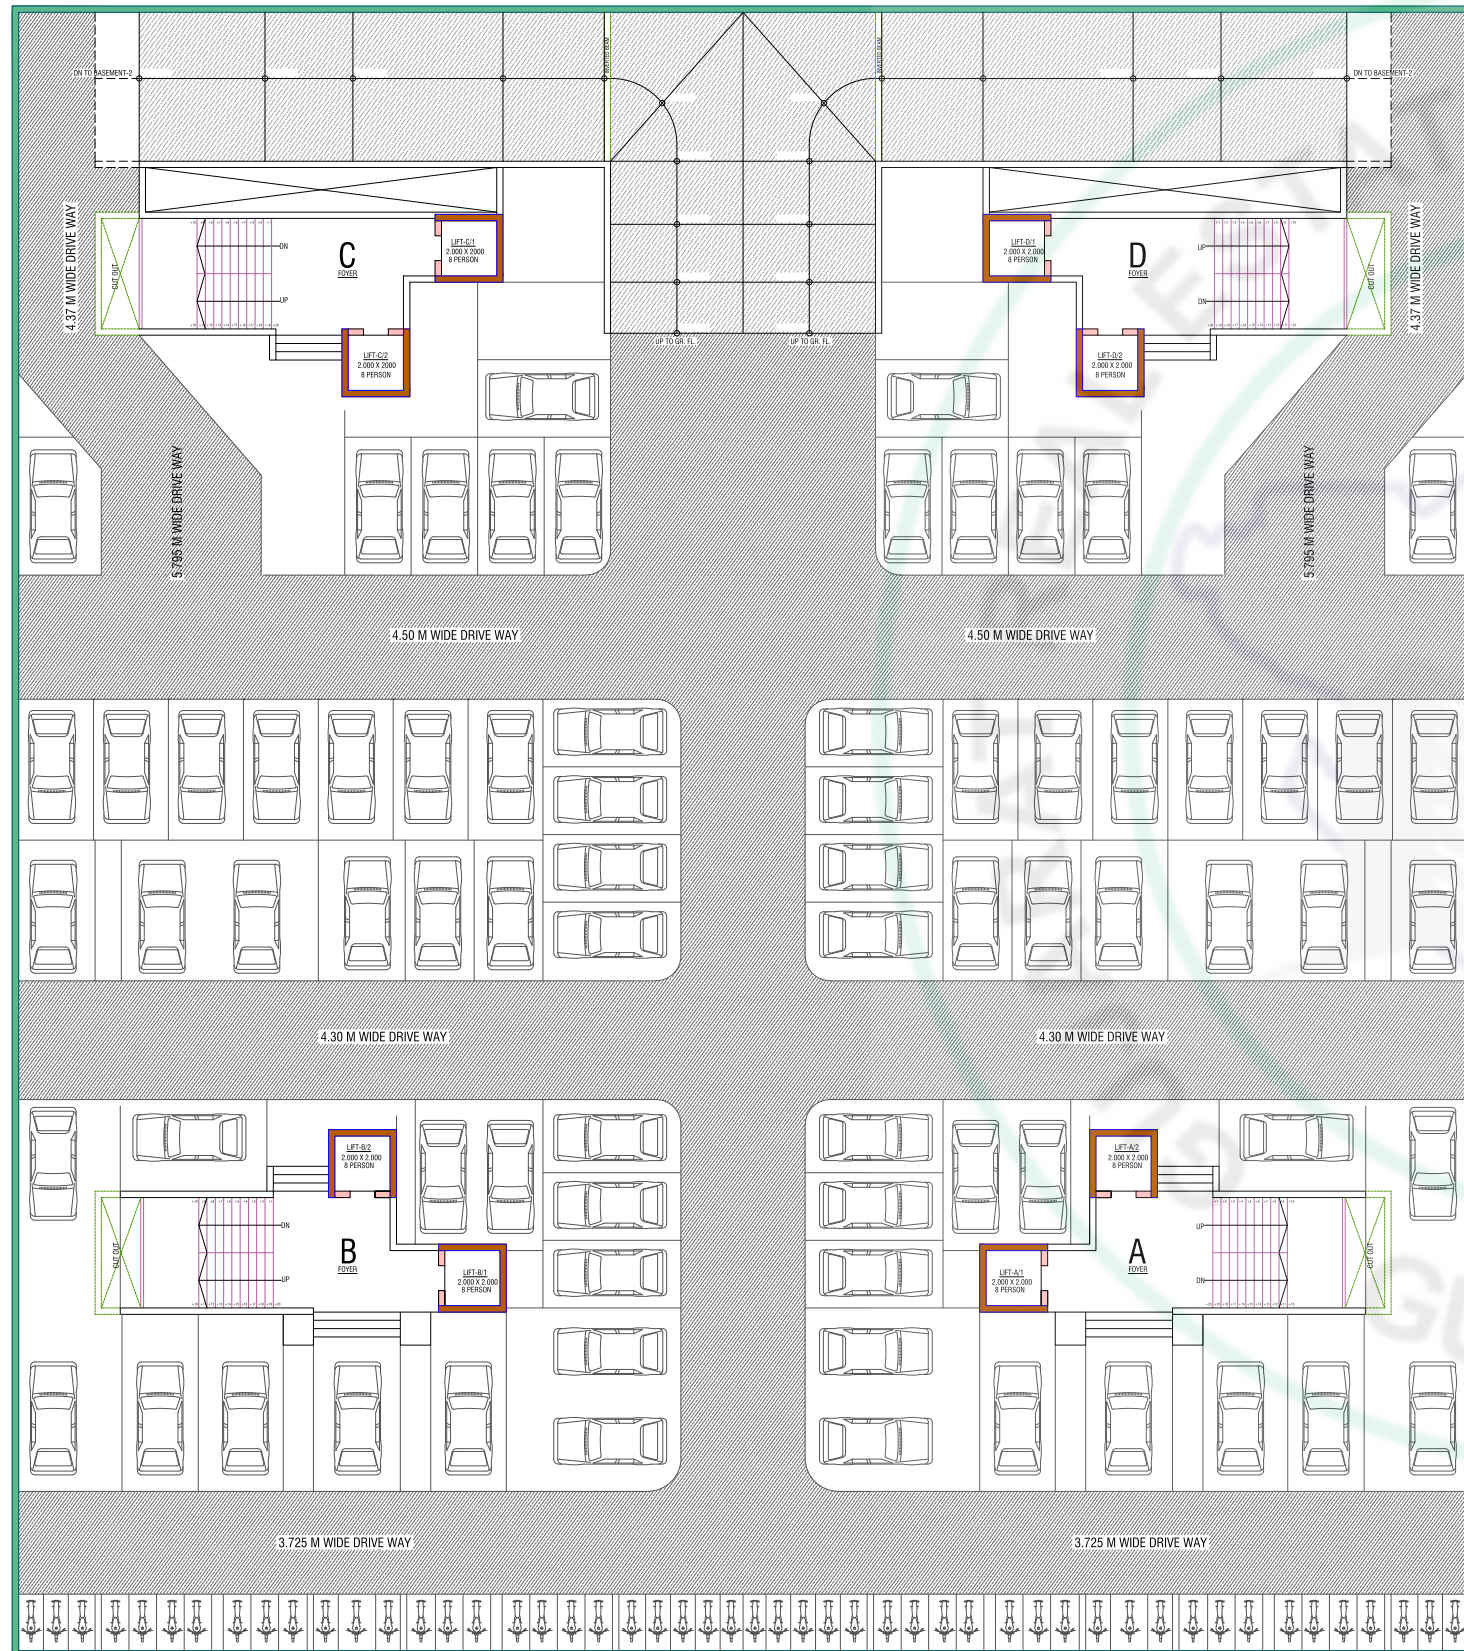 DN TO BASEMENT-2
INVERTED BEAM
INVERTED BEAM
DN TO BASEMENT-2
4.37 M WIDE DRIVE WAY
CUT OUT
DN
UP
C
FOYER
LIFT-C/1
2.000 X 2000
8 PERSON
LIFT-C/2
2.000 X 2000
8 PERSON
UP TO GR. FL.
UP TO GR. FL.
LIFT-D/1
2.000 X 2.000
8 PERSON
D
FOYER
UP
DN
CUT OUT
4.37 M WIDE DRIVE WAY
LIFT-D/2
2.000 X 2.000
8 PERSON
5.795 M WIDE DRIVE WAY
5.795 M WIDE DRIVE WAY
4.50 M WIDE DRIVE WAY
4.50 M WIDE DRIVE WAY
4.30 M WIDE DRIVE WAY
4.30 M WIDE DRIVE WAY
LIFT-B/2
2.000 X 2.000
8 PERSON
LIFT-A/2
2.000 X 2.000
8 PERSON
CUT OUT
DN
UP
B
FOYER
LIFT-B/1
2.000 X 2.000
8 PERSON
LIFT-A/1
2.000 X 2.000
8 PERSON
A
FOYER
UP
DN
CUT OUT
3.725 M WIDE DRIVE WAY
3.725 M WIDE DRIVE WAY
REAL ESTAT